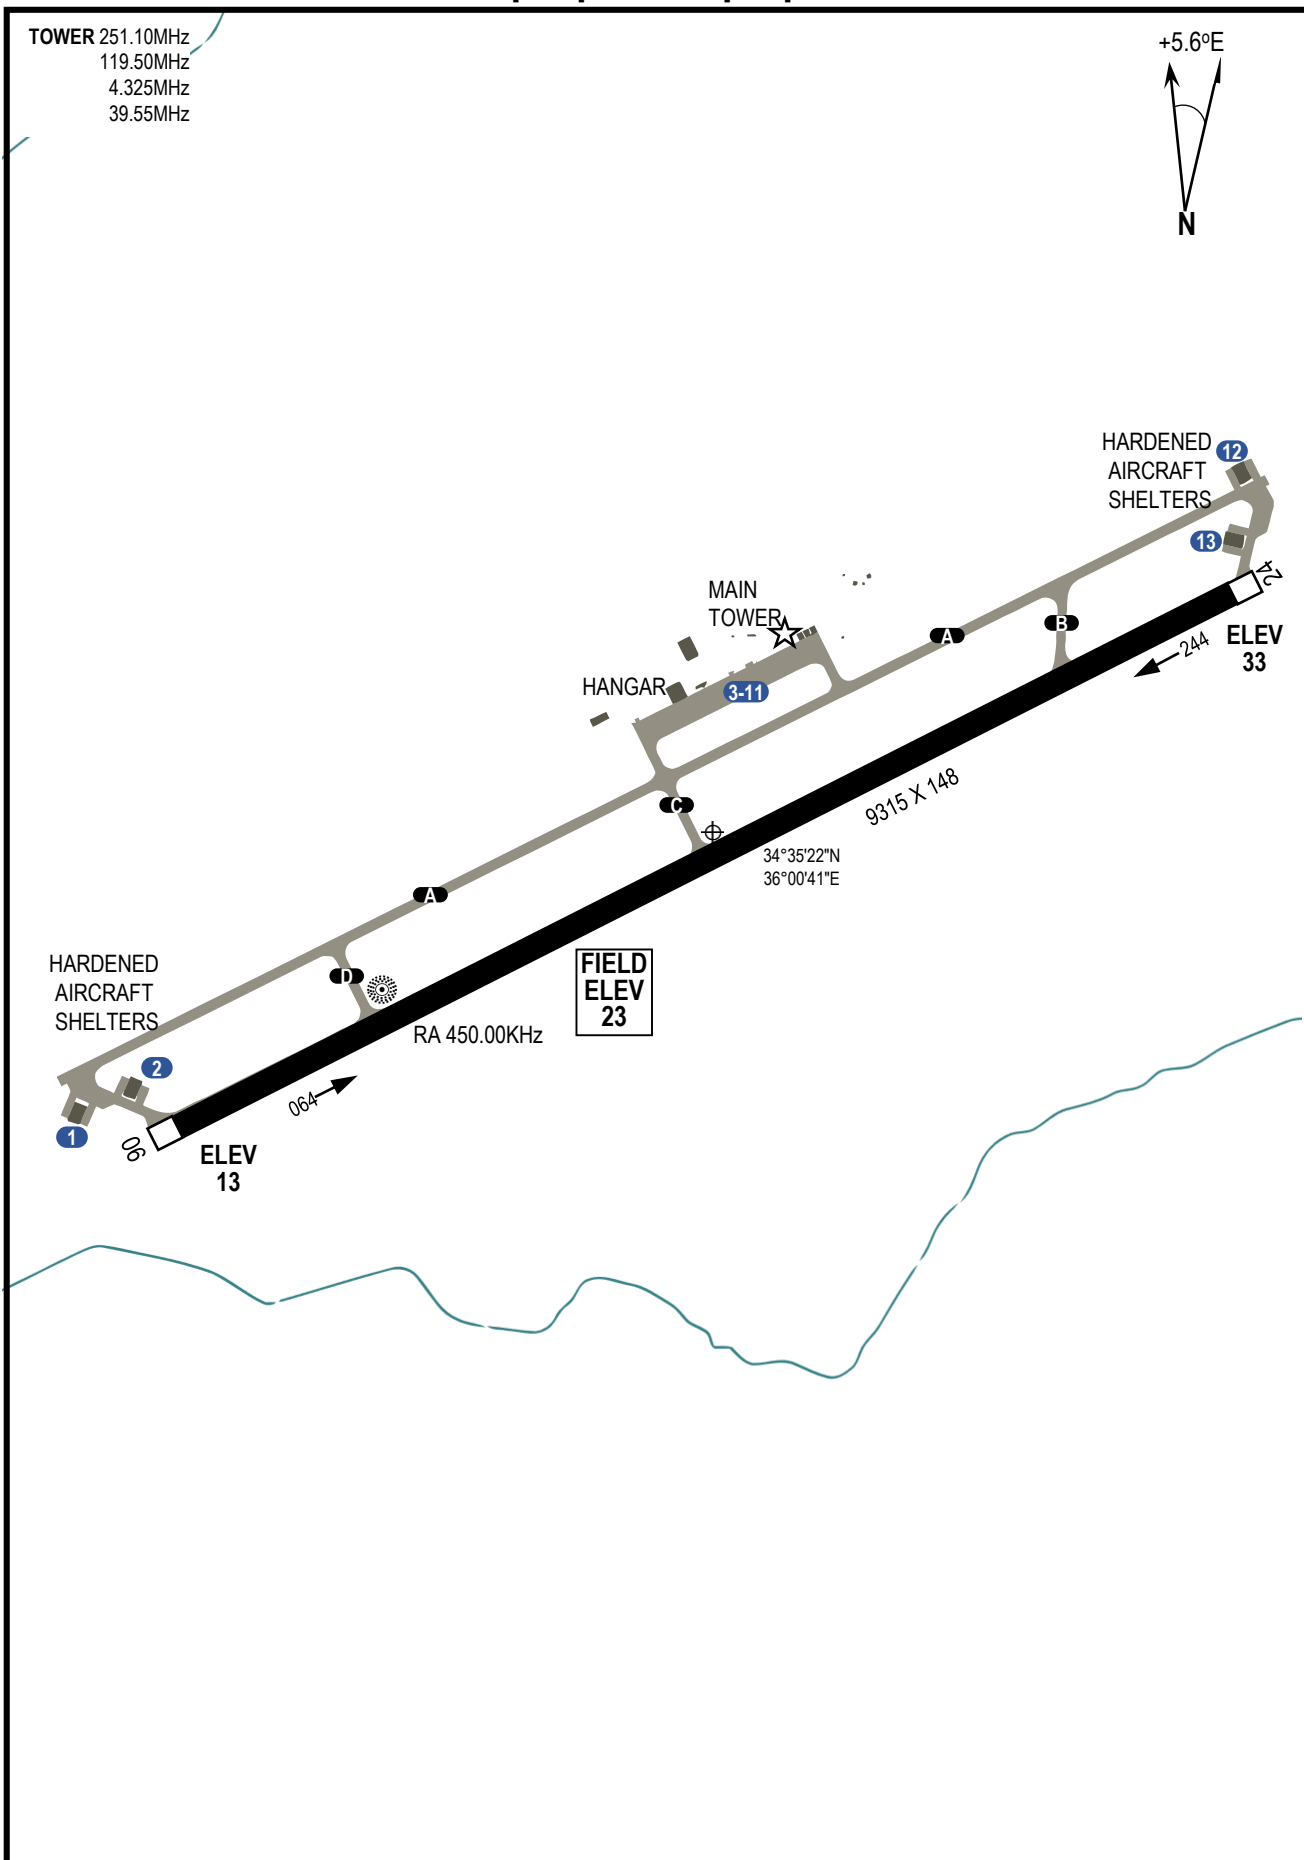 TOWER 251.10MHz
119.50MHz
4.325MHz
39.55MHz
+5.6ºE
N
HARDENED
AIRCRAFT
SHELTERS
12
13
24
ELEV
33
244
MAIN
TOWER
A
B
HANGAR
3-11
9315 X 148
C
34°35'22"N
36°00'41"E
A
FIELD
ELEV
23
HARDENED
AIRCRAFT
SHELTERS
D
RA 450.00KHz
2
1
064
06
ELEV
13